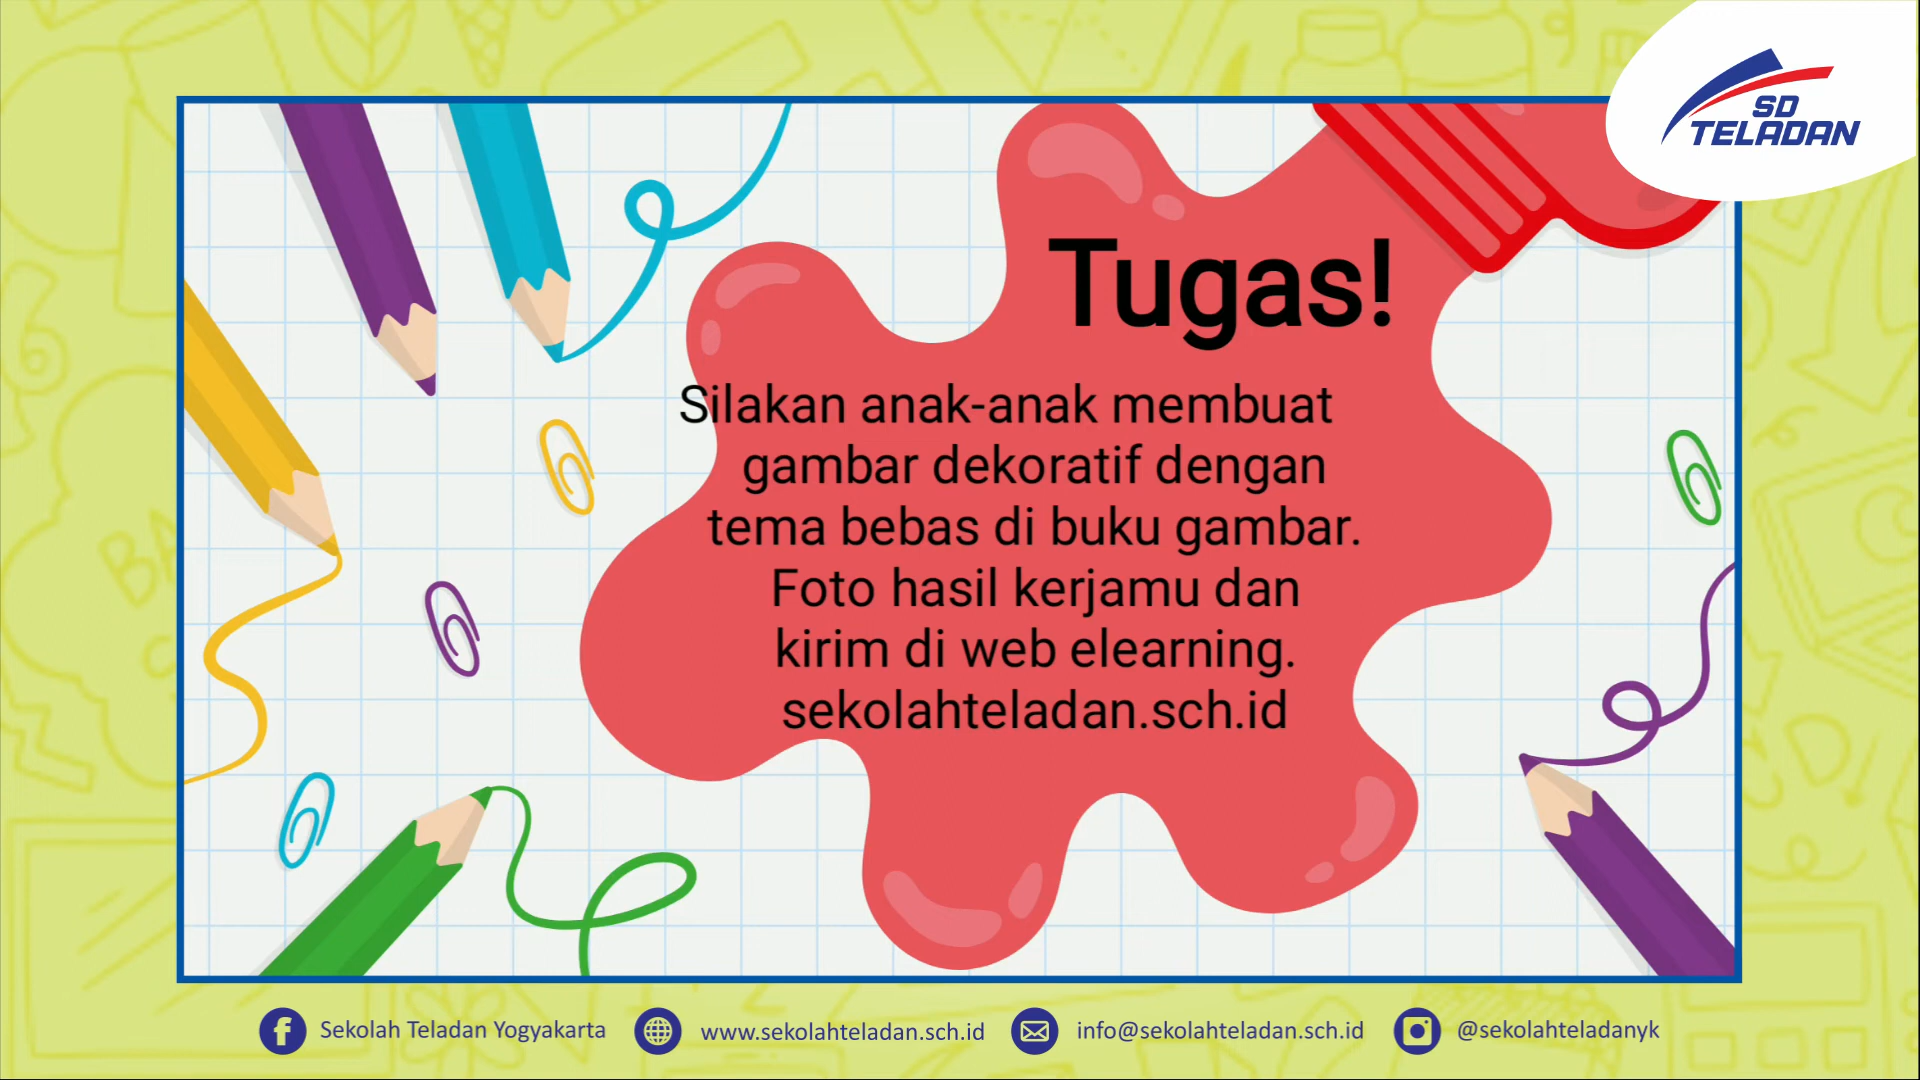 SD
TELADAN
Tugas!
Silakan anak-anak membuat
gambar dekoratif dengan
tema bebas di buku gambar.
Foto hasil kerjamu dan
kirim di web elearning.
sekolahteladan.sch.id
Sekolah Teladan Yogyakarta
www.sekolahteladan.sch.id
info@sekolahteladan.sch.id
@sekolahteladanyk